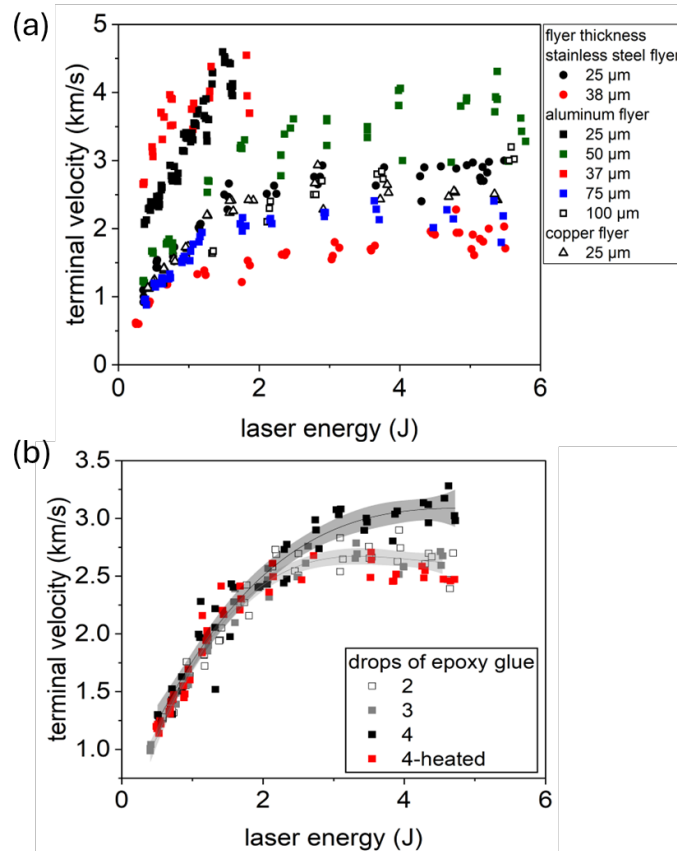 (a)
5
4
3
2
1
0
terminal velocity (km/s)
0 2 4 6
laser energy (J)
flyer thickness
stainless steel flyer
25 µm
38 µm
aluminum flyer
25 µm
50 µm
37 µm
75 µm
100 µm
copper flyer
25 µm
(b)
3.5
3.0
2.5
2.0
1.5
1.0
terminal velocity (km/s)
0 2 4 6
laser energy (J)
drops of epoxy glue
2
3
4
4-heated